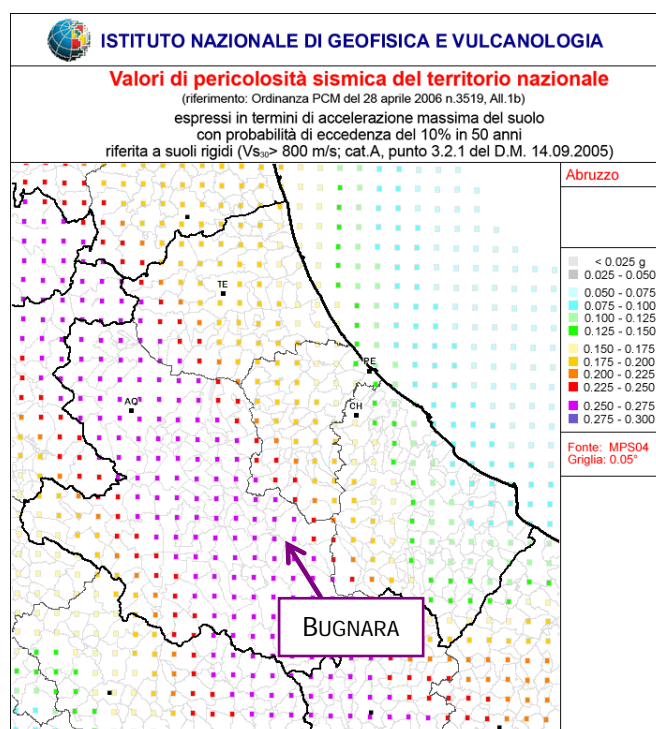 ISTITUTO NAZIONALE DI GEOFISICA E VULCANOLOGIA
Valori di pericolosità sismica del territorio nazionale
(riferimento: Ordinanza PCM del 28 aprile 2006 n.3519, All.1b)
espressi in termini di accelerazione massima del suolo
con probabilità di eccedenza del 10% in 50 anni
riferita a suoli rigidi (Vs30> 800 m/s; cat.A, punto 3.2.1 del D.M. 14.09.2005)
Abruzzo
< 0.025 g
0.025 - 0.050
0.050 - 0.075
0.075 - 0.100
0.100 - 0.125
0.125 - 0.150
0.150 - 0.175
0.175 - 0.200
0.200 - 0.225
0.225 - 0.250
0.250 - 0.275
0.275 - 0.300
Fonte: MPS04
Griglia: 0.05°
TE
PE
AQ
CH
BUGNARA